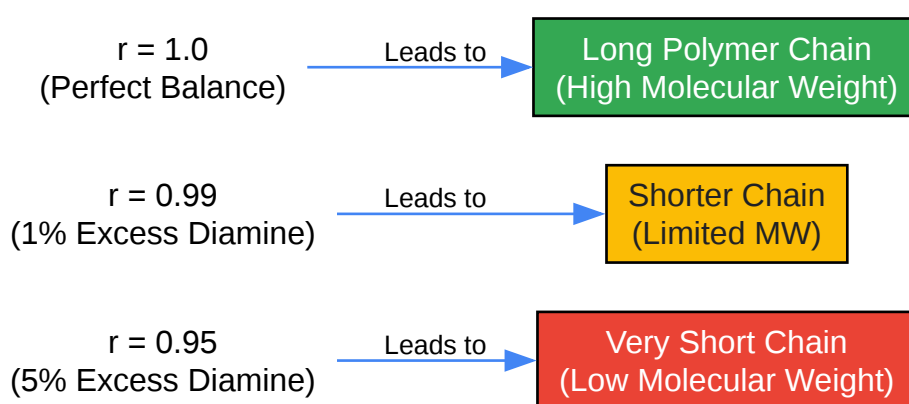 r = 1.0
(Perfect Balance)
Leads to
Long Polymer Chain
(High Molecular Weight)
r = 0.99
(1% Excess Diamine)
Leads to
Shorter Chain
(Limited MW)
r = 0.95
(5% Excess Diamine)
Leads to
Very Short Chain
(Low Molecular Weight)